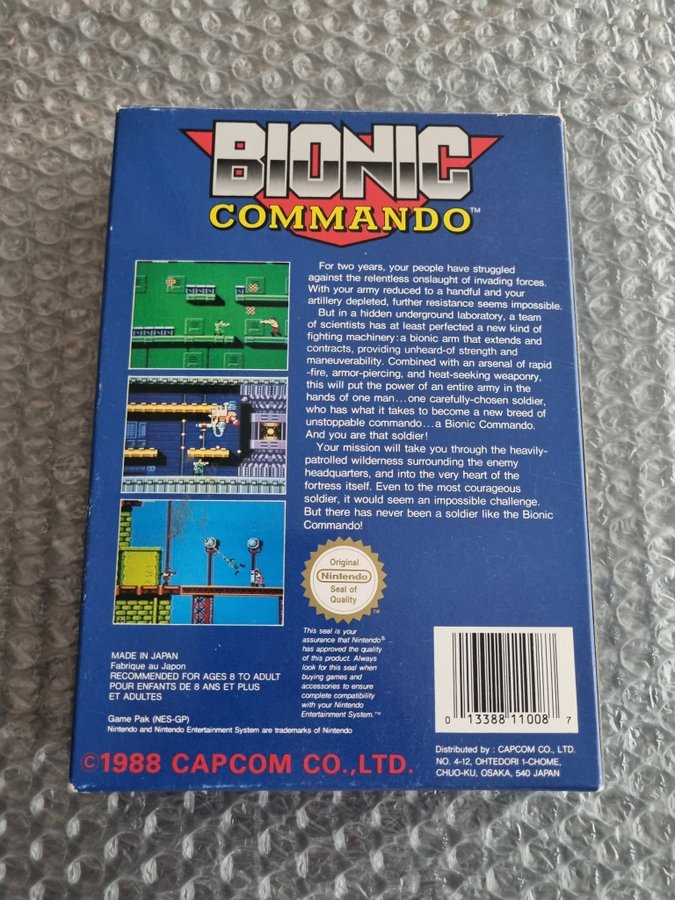 BIONIC
COMMANDO™
For two years, your people have struggled
against the relentless onslaught of invading forces.
With your army reduced to a handful and your
artillery depleted, further resistance seems impossible.
But in a hidden underground laboratory, a team
of scientists has at least perfected a new kind of
fighting machinery: a bionic arm that extends and
contracts, providing unheard-of strength and
maneuverability. Combined with an arsenal of rapid
-fire, armor-piercing, and heat-seeking weaponry,
this will put the power of an entire army in the
hands of one man...one carefully-chosen soldier,
who has what it takes to become a new breed of
unstoppable commando...a Bionic Commando.
And you are that soldier!
Your mission will take you through the heavily-
patrolled wilderness surrounding the enemy
headquarters, and into the very heart of the
fortress itself. Even to the most courageous
soldier, it would seem an impossible challenge.
But there has never been a soldier like the Bionic
Commando!
Original
Nintendo
Seal of
Quality
™
This seal is your
assurance that Nintendo®
has approved the quality
of this product. Always
look for this seal when
buying games and
accessories to ensure
complete compatibility
with your Nintendo
Entertainment System.™
MADE IN JAPAN
Fabrique au Japon
RECOMMENDED FOR AGES 8 TO ADULT
POUR ENFANTS DE 8 ANS ET PLUS
ET ADULTES
Game Pak (NES-GP)
Nintendo and Nintendo Entertainment System are trademarks of Nintendo
©1988 CAPCOM CO.,LTD.
0 13388 11008 7
Distributed by : CAPCOM CO., LTD.
NO. 4-12, OHTEDORI 1-CHOME,
CHUO-KU, OSAKA, 540 JAPAN